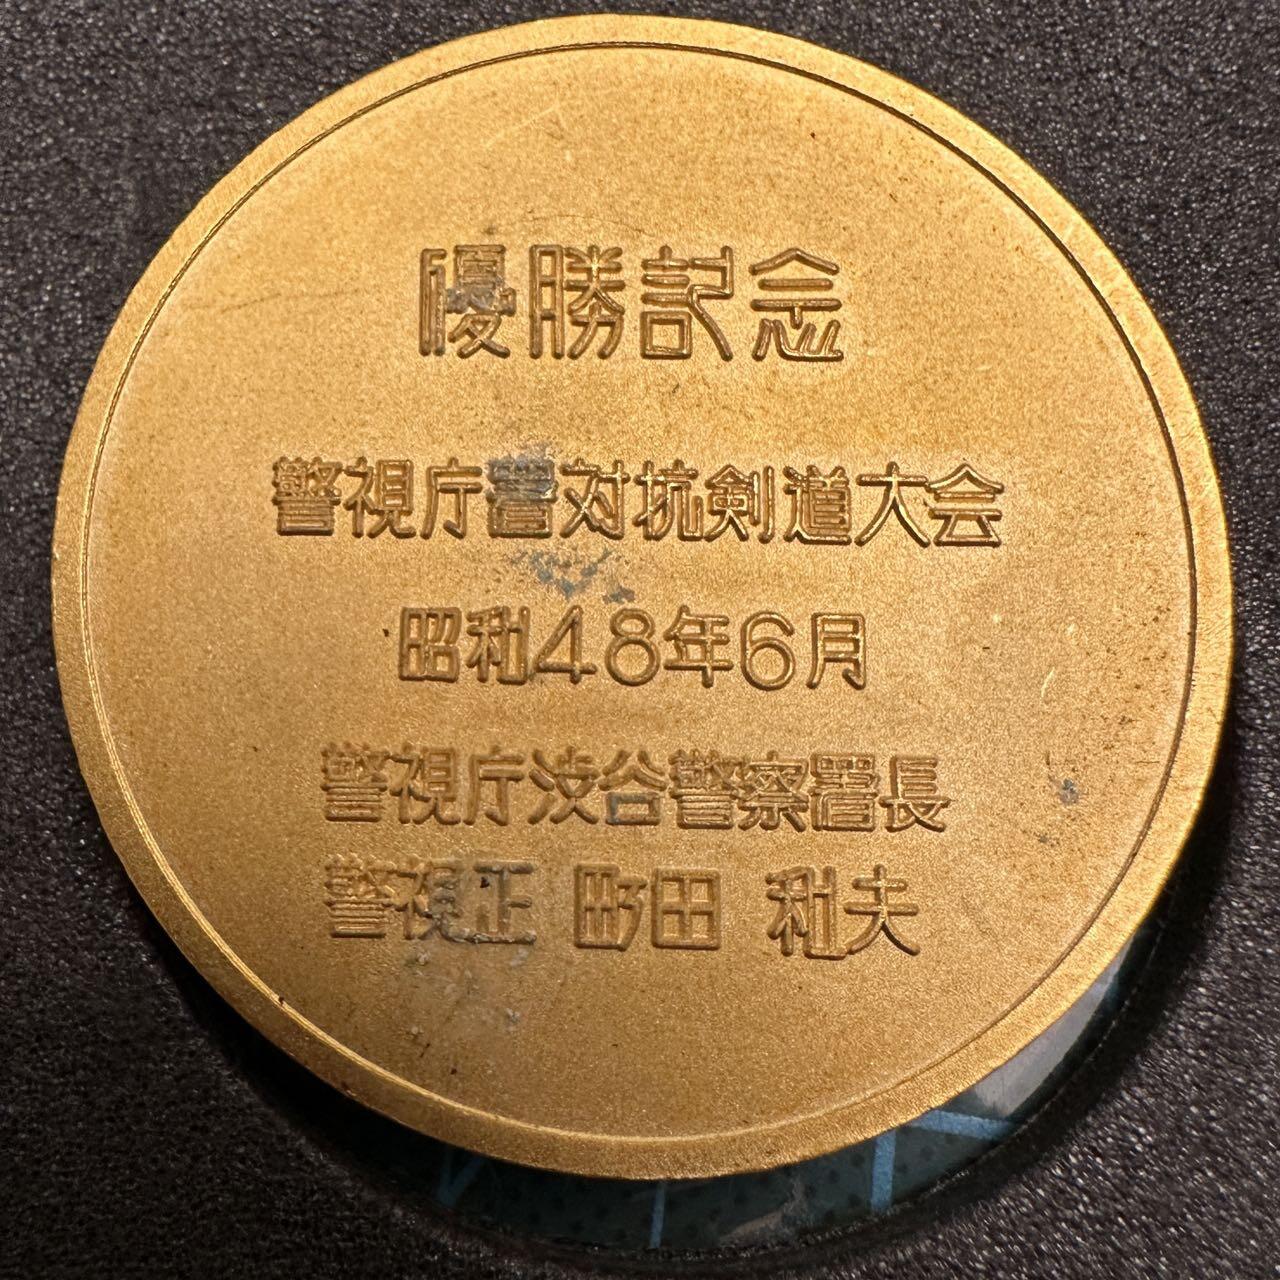 優勝記念
警視庁署対抗剣道大会
昭和48年6月
警視庁渋谷警察署長
警視正 町田 利夫